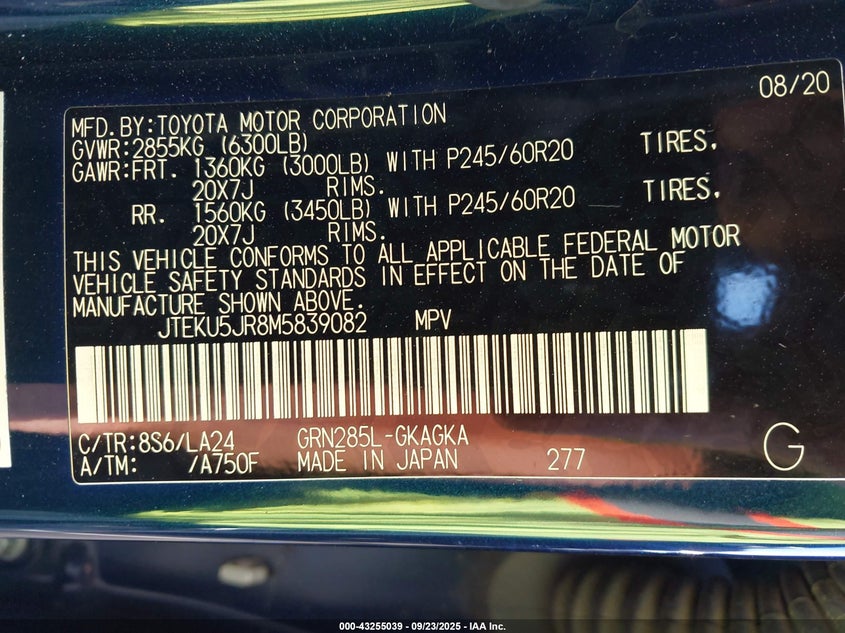 08/20
MFD.BY:TOYOTA MOTOR CORPORATION
GVWR:2855KG (6300LB)
GAWR:FRT. 1360KG (3000LB) WITH P245/60R20 TIRES.
20X7J RIMS.
RR. 1560KG (3450LB) WITH P245/60R20 TIRES.
20X7J RIMS.
THIS VEHICLE CONFORMS TO ALL APPLICABLE FEDERAL MOTOR
VEHICLE SAFETY STANDARDS IN EFFECT ON THE DATE OF
MANUFACTURE SHOWN ABOVE.
JTEKU5JR8M5839082 MPV
C/TR:8S6/LA24 GRN285L-GKAGKA
A/TM: /A750F MADE IN JAPAN 277 G
000-43255039 - 09/23/2025 - IAA Inc.